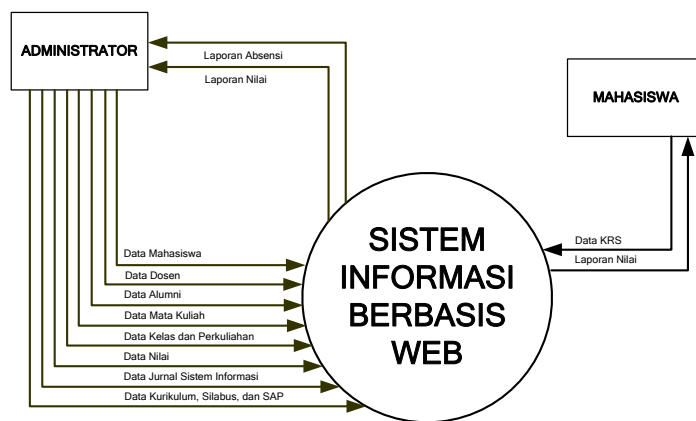 ADMINISTRATOR
Laporan Absensi
Laporan Nilai
MAHASISWA
SISTEM
INFORMASI
BERBASIS
WEB
Data KRS
Laporan Nilai
Data Mahasiswa
Data Dosen
Data Alumni
Data Mata Kuliah
Data Kelas dan Perkuliahan
Data Nilai
Data Jurnal Sistem Informasi
Data Kurikulum, Silabus, dan SAP